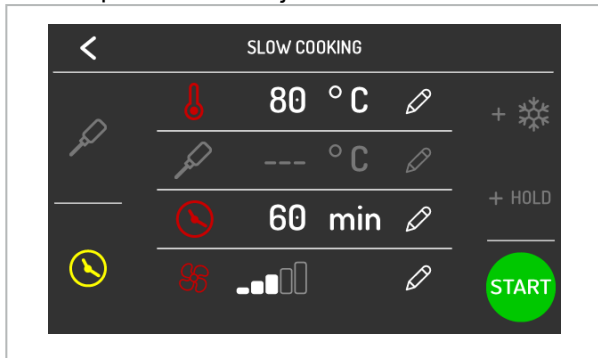 SLOW COOKING
80 °C
--- °C
+ HOLD
60 min
START